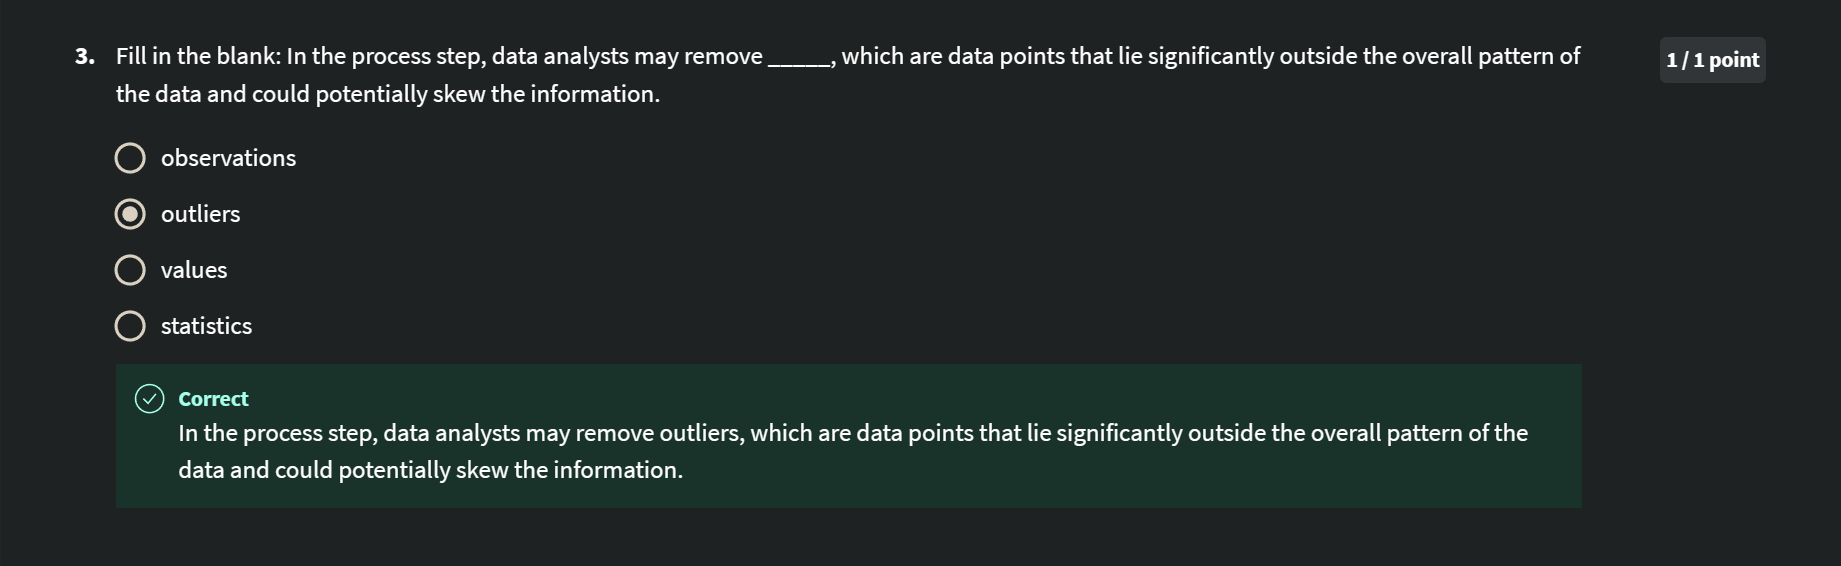 3. Fill in the blank: In the process step, data analysts may remove _____, which are data points that lie significantly outside the overall pattern of
the data and could potentially skew the information.
1 / 1 point
observations
outliers
values
statistics
Correct
In the process step, data analysts may remove outliers, which are data points that lie significantly outside the overall pattern of the
data and could potentially skew the information.